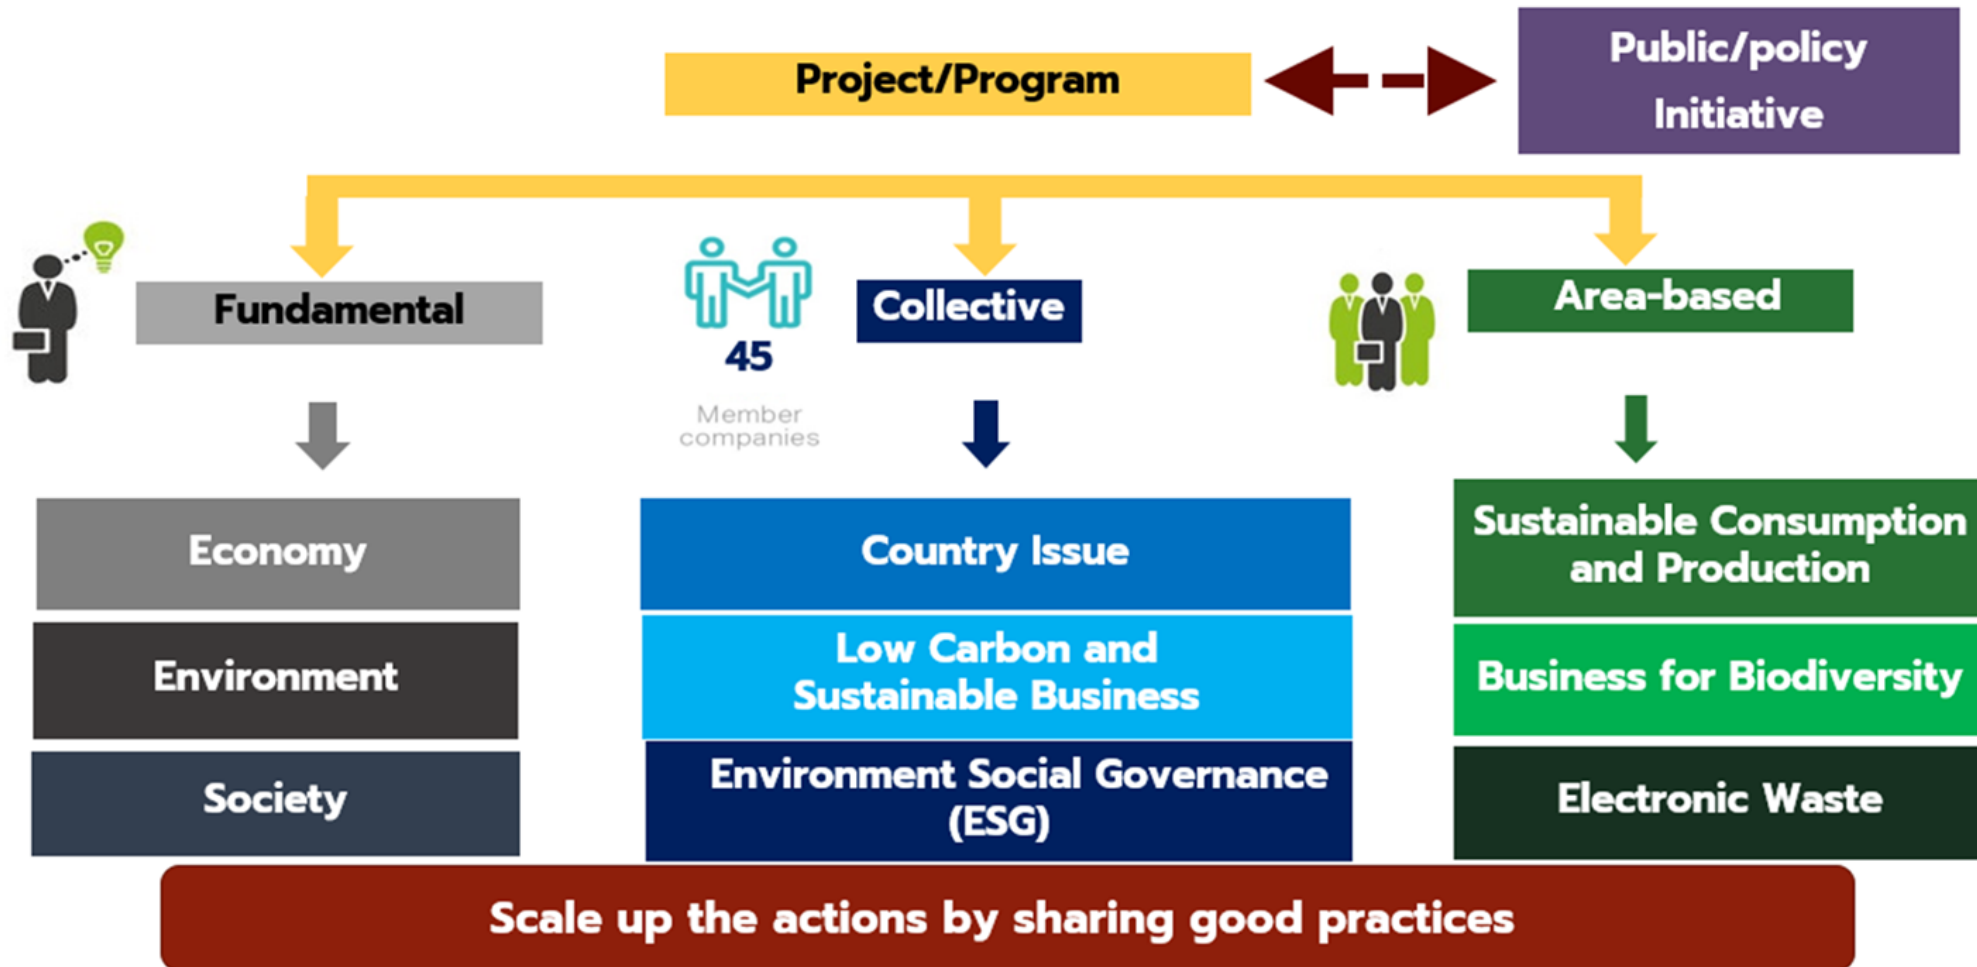 Project/Program
Public/policy
Initiative
Fundamental
45
Member
companies
Collective
Area-based
Economy
Environment
Society
Country Issue
Low Carbon and
Sustainable Business
Environment Social Governance
(ESG)
Sustainable Consumption
and Production
Business for Biodiversity
Electronic Waste
Scale up the actions by sharing good practices